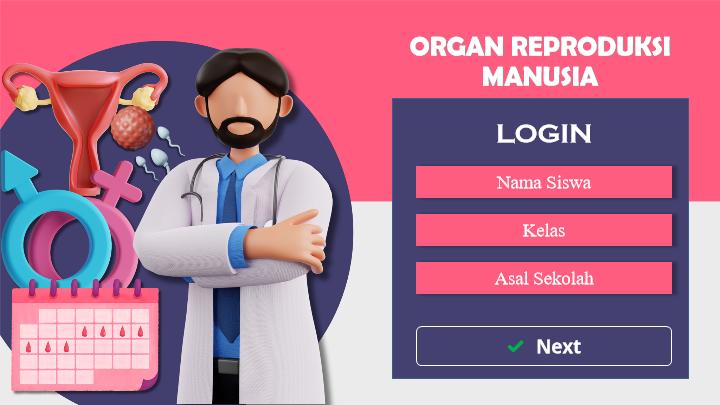 ORGAN REPRODUKSI
MANUSIA
LOGIN
Nama Siswa
Kelas
Asal Sekolah
Next